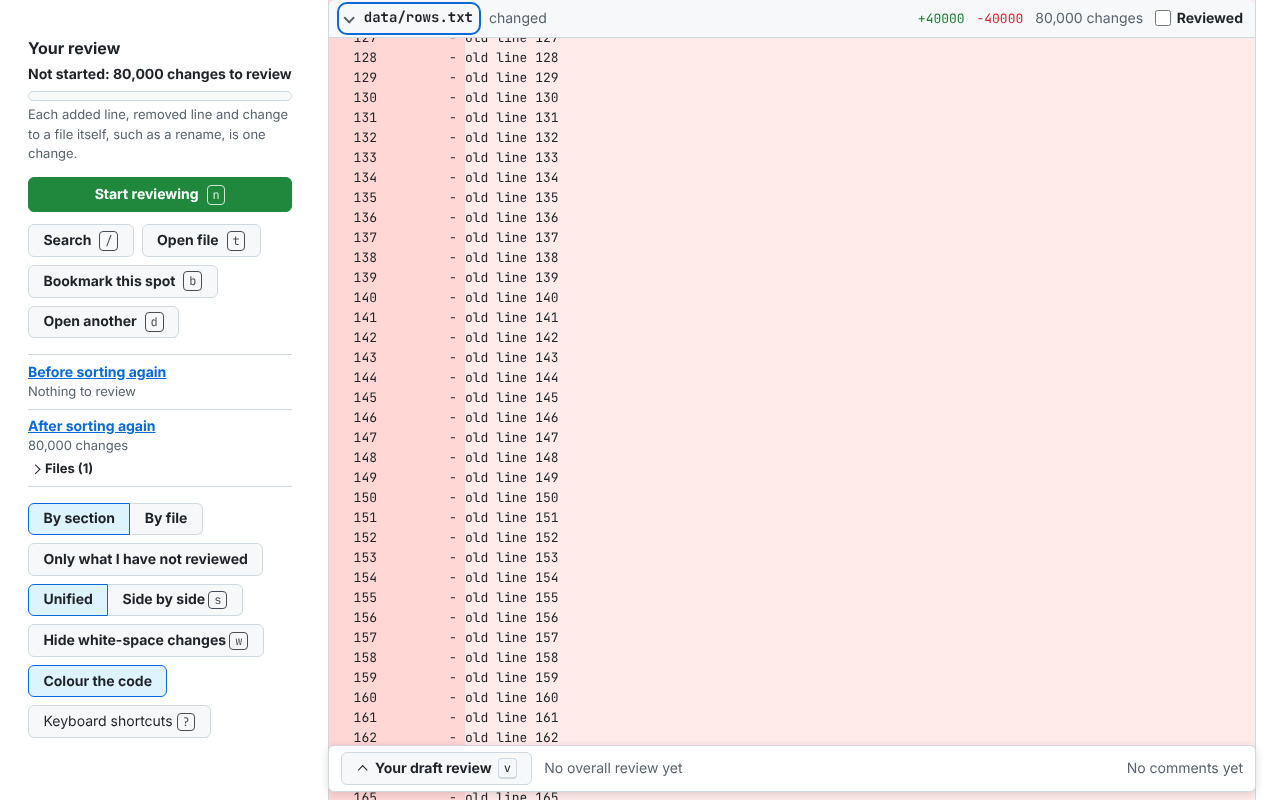 Your review
Not started: 80,000 changes to review
Each added line, removed line and change
to a file itself, such as a rename, is one
change.
Start reviewing n
Search / Open file t
Bookmark this spot b
Open another d
Before sorting again
Nothing to review
After sorting again
80,000 changes
Files (1)
By section By file
Only what I have not reviewed
Unified Side by side s
Hide white-space changes w
Colour the code
Keyboard shortcuts ?
data/rows.txt changed +40000 -40000 80,000 changes Reviewed
127 - old line 127
128 - old line 128
129 - old line 129
130 - old line 130
131 - old line 131
132 - old line 132
133 - old line 133
134 - old line 134
135 - old line 135
136 - old line 136
137 - old line 137
138 - old line 138
139 - old line 139
140 - old line 140
141 - old line 141
142 - old line 142
143 - old line 143
144 - old line 144
145 - old line 145
146 - old line 146
147 - old line 147
148 - old line 148
149 - old line 149
150 - old line 150
151 - old line 151
152 - old line 152
153 - old line 153
154 - old line 154
155 - old line 155
156 - old line 156
157 - old line 157
158 - old line 158
159 - old line 159
160 - old line 160
161 - old line 161
162 - old line 162
Your draft review v No overall review yet No comments yet
165 - old line 165